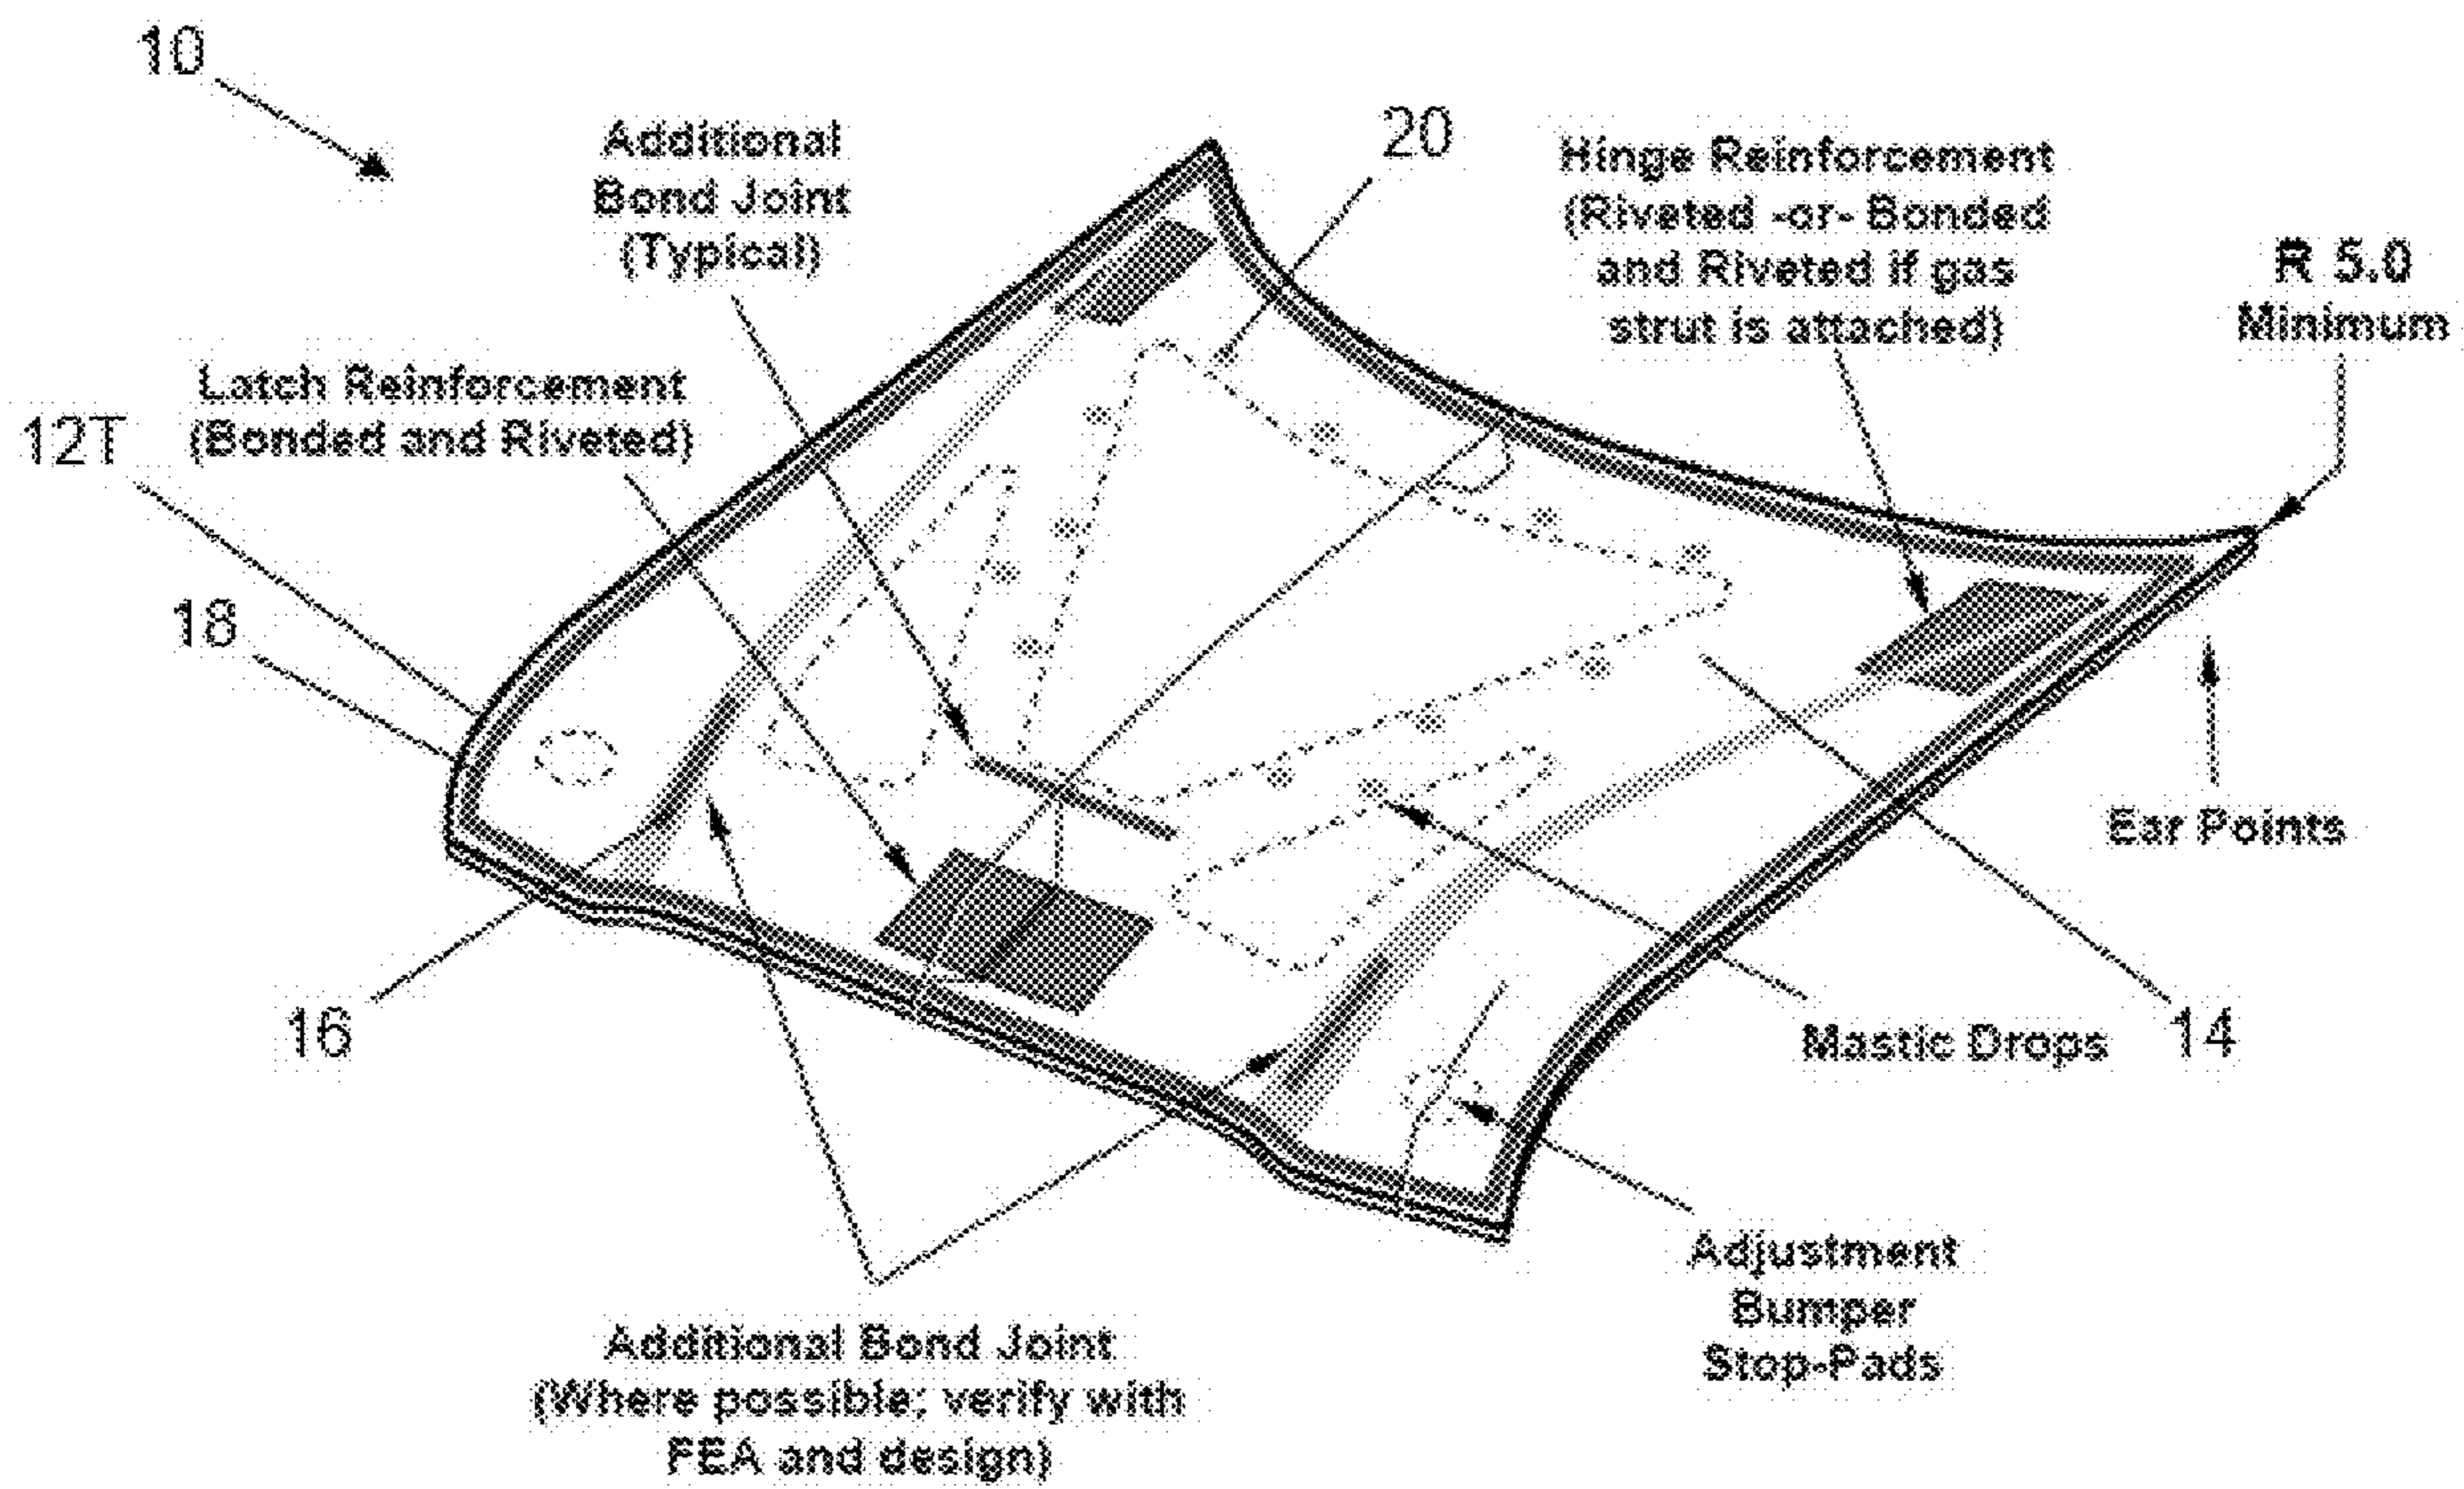 10
Additional
Bond Joint
(Typical)
20
Hinge Reinforcement
(Riveted -or- Bonded
and Riveted if gas
strut is attached)
R 5.0
Minimum
Latch Reinforcement
(Bonded and Riveted)
12T
18
Ear Points
16
Mastic Drops
14
Adjustment
Bumper
Stop-Pads
Additional Bond Joint
(Where possible; verify with
FEA and design)